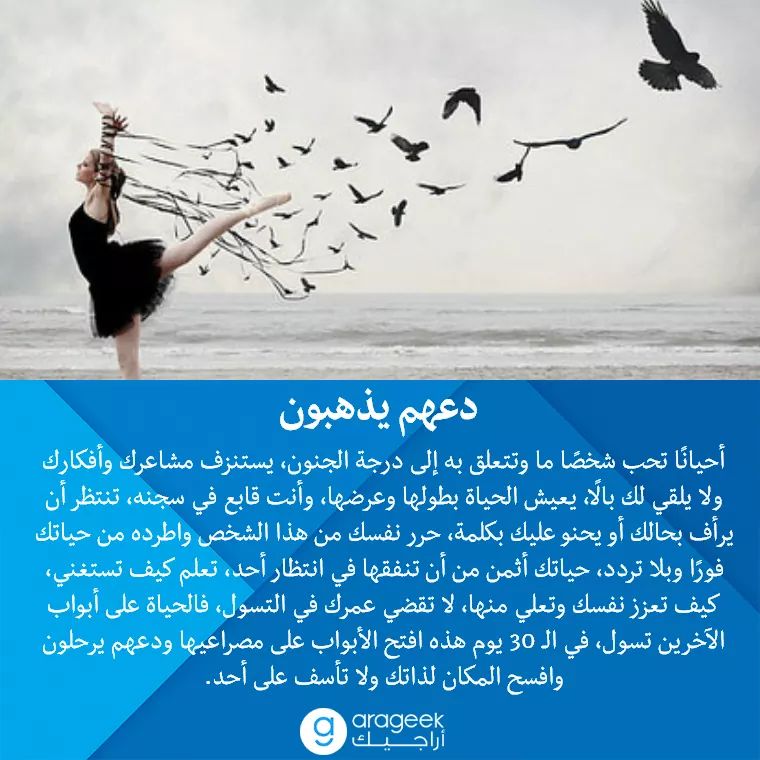 دعهم يذهبون
أحيانًا تحب شخصًا ما وتتعلق به إلى درجة الجنون، يستنزف مشاعرك وأفكارك
ولا يلقي لك بالًا، يعيش الحياة بطولها وعرضها، وأنت قابع في سجنه، تنتظر أن
يرأف بحالك أو يحنو عليك بكلمة، حرر نفسك من هذا الشخص واطرده من حياتك
فورًا وبلا تردد، حياتك أثمن من أن تنفقها في انتظار أحد، تعلم كيف تستغني،
كيف تعزز نفسك وتعلي منها، لا تقضي عمرك في التسول، فالحياة على أبواب
الآخرين تسول، في الـ 30 يوم هذه افتح الأبواب على مصراعيها ودعهم يرحلون
وافسح المكان لذاتك ولا تأسف على أحد.
arageek
أراجـيـك